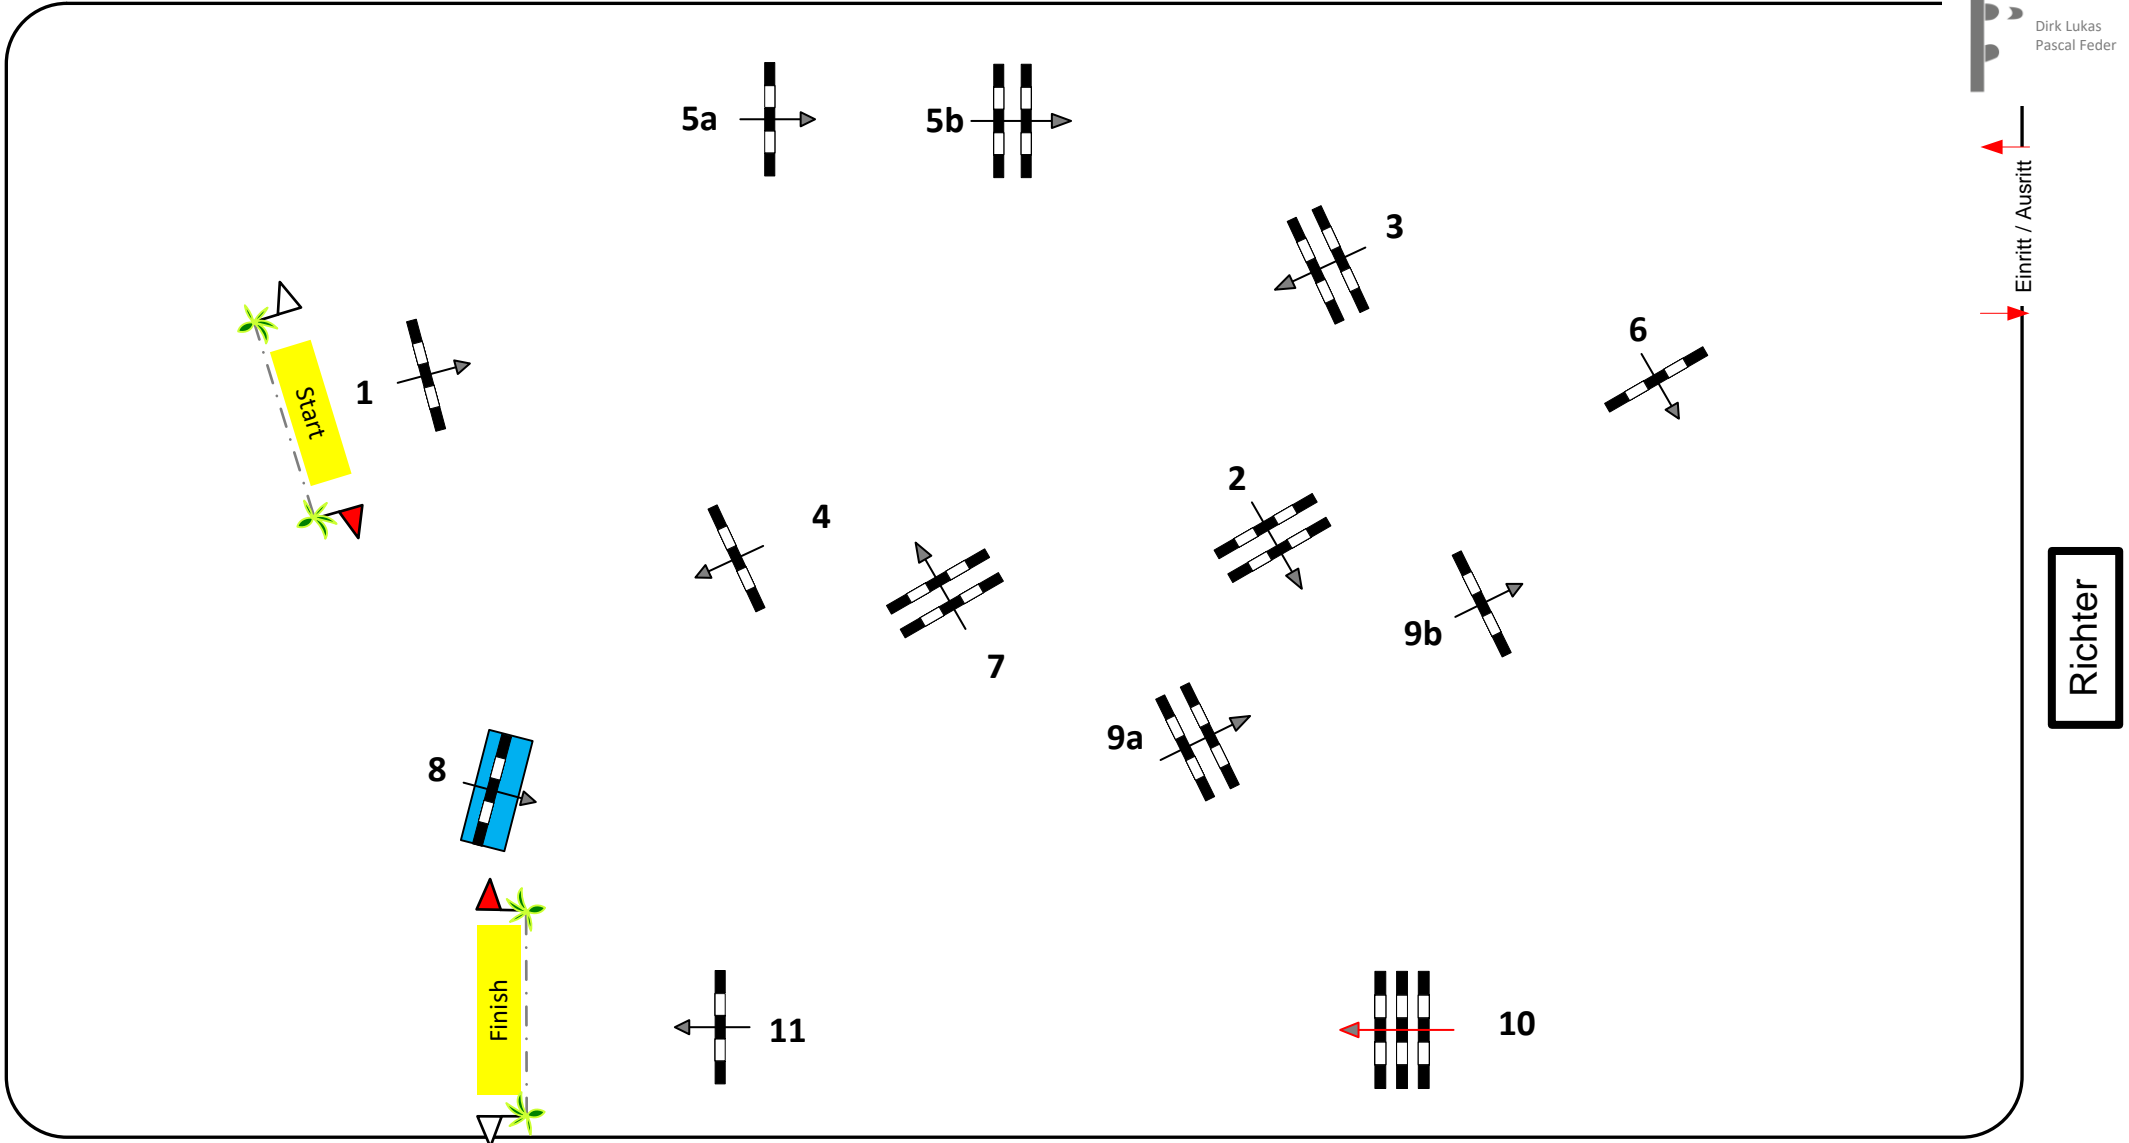 Dirk Lukas
Pascal Feder
5a
5b
3
Einritt / Ausritt
6
1
Start
2
4
9b
7
Richter
9a
8
Finish
11
10